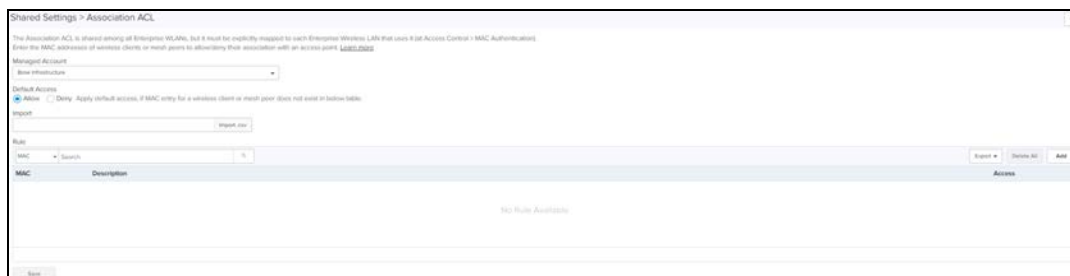 Shared Settings > Association ACL
The Association ACL is shared among all Enterprise WLANs, but it must be explicitly mapped to each Enterprise Wireless LAN that uses it (at Access Control > MAC Authentication).
Enter the MAC addresses of wireless clients or mesh peers to allow/deny their association with an access point. Learn more
Managed Account
Base Infrastructure
Default Access
Allow Deny Apply default access, if MAC entry for a wireless client or mesh peer does not exist in below table.
Import
Import .csv
Rule
MAC Search Export Delete All Add
MAC Description Access
No Rule Available
Save